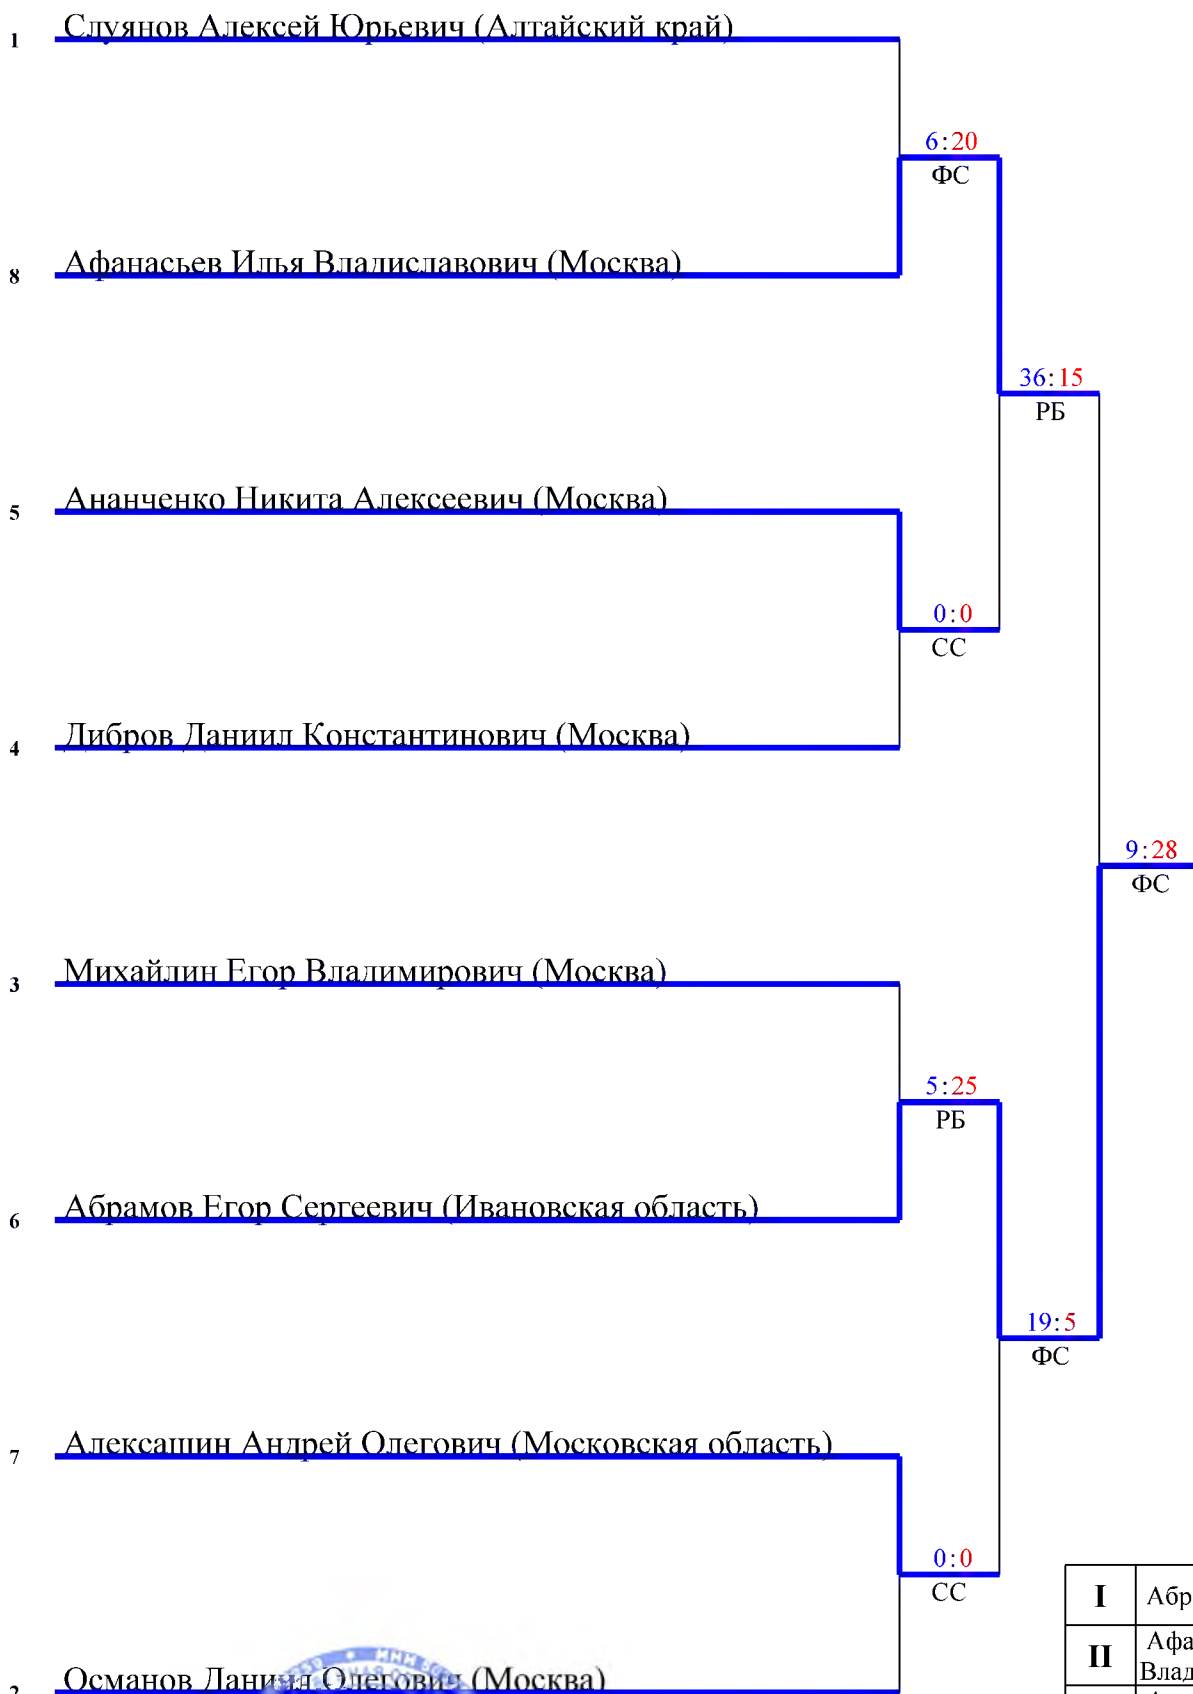 1 Слуянов Алексей Юрьевич (Алтайский край)
6:20
ФС
8 Афанасьев Илья Владиславович (Москва)
36:15
РБ
5 Ананченко Никита Алексеевич (Москва)
0:0
СС
4 Дибров Даниил Константинович (Москва)
9:28
ФС
3 Михайлин Егор Владимирович (Москва)
5:25
РБ
6 Абрамов Егор Сергеевич (Ивановская область)
19:5
ФС
7 Алексашин Андрей Олегович (Московская область)
0:0
СС
I Абр
II Афа
Влад
2 Османов Даниил Олегович (Москва)